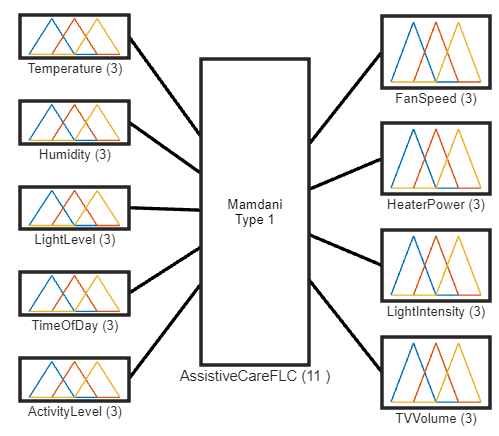 Temperature (3)
Humidity (3)
LightLevel (3)
TimeOfDay (3)
ActivityLevel (3)
Mamdani
Type 1
AssistiveCareFLC (11 )
FanSpeed (3)
HeaterPower (3)
LightIntensity (3)
TVVolume (3)